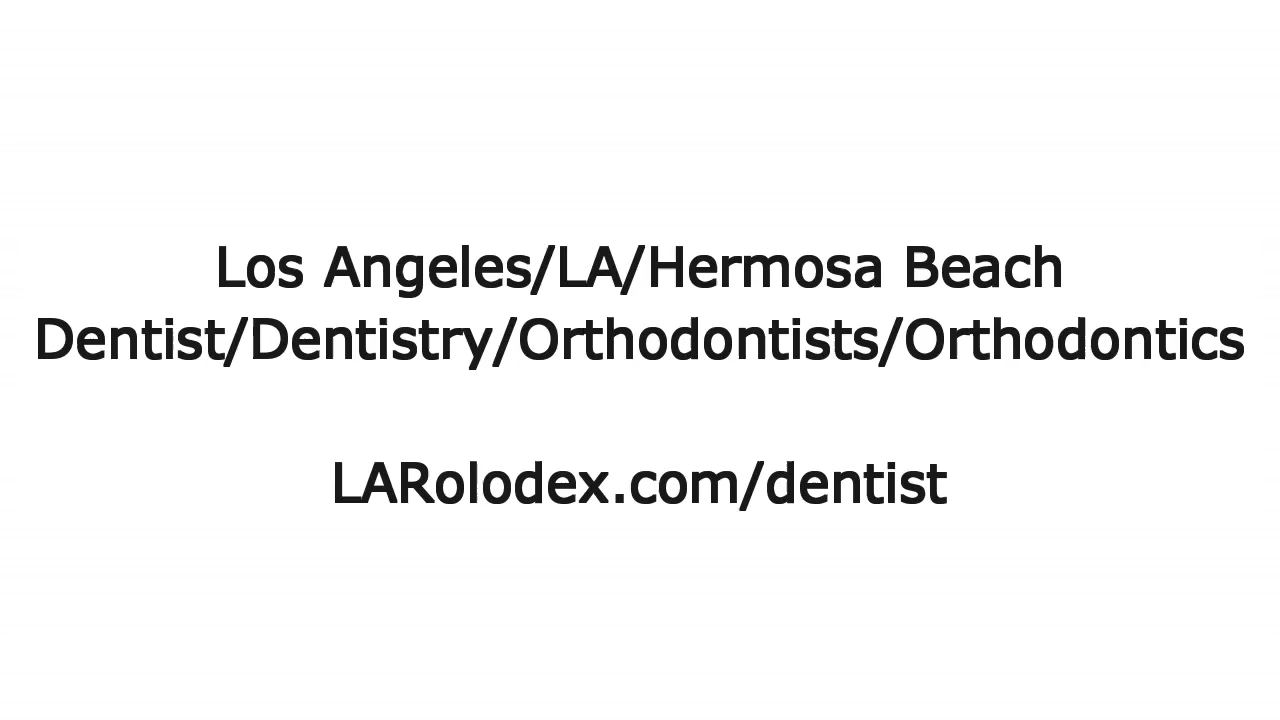 Los Angeles/LA/Hermosa Beach
Dentist/Dentistry/Orthodontists/Orthodontics
LARolodex.com/dentist